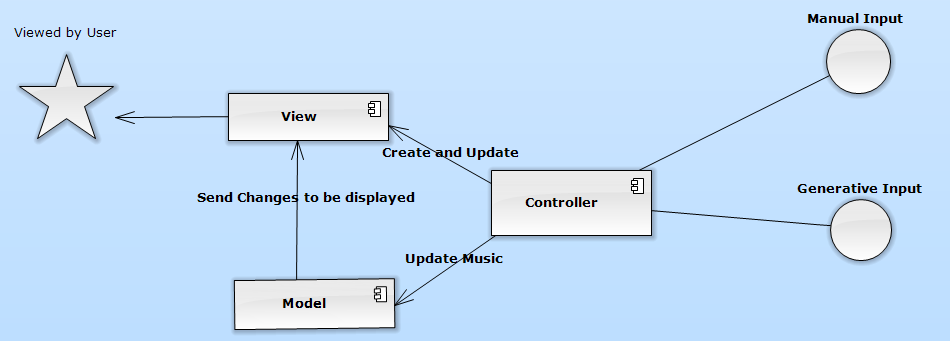 Manual Input
Viewed by User
View
Create and Update
Generative Input
Send Changes to be displayed
Controller
Update Music
Model